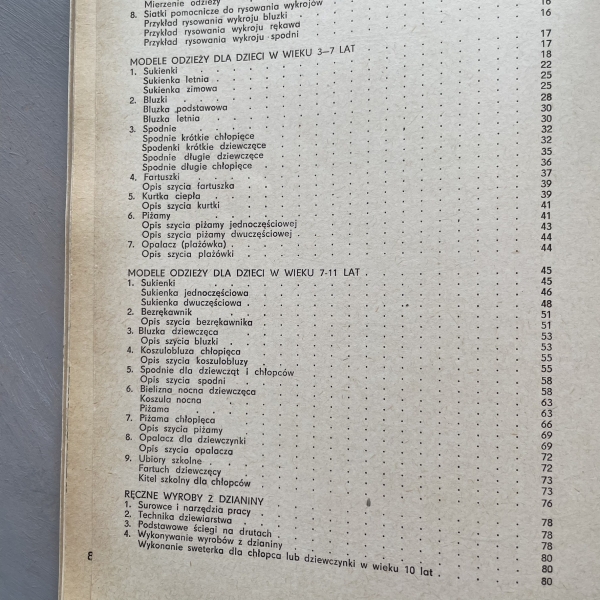 Mierzenie odzieży
8. Siatki pomocnicze do rysowania wykrojów
Przykład rysowania wykroju bluzki
Przykład rysowania wykroju rękawa 16
Przykład rysowania wykroju spodni 16
MODELE ODZIEŻY DLA DZIECI W WIEKU 3–7 LAT 17
1. Sukienki 17
Sukienka letnia 18
Sukienka zimowa 22
2. Bluzki 25
Bluzka podstawowa 25
Bluzka letnia 28
3. Spodnie 30
Spodnie krótkie chłopięce 30
Spodenki krótkie dziewczęce 32
Spodnie długie dziewczęce 32
Spodnie długie chłopięce 35
4. Fartuszki 36
Opis szycia fartuszka 37
5. Kurtka ciepła 39
Opis szycia kurtki 39
6. Piżamy 41
Opis szycia piżamy jednoczęściowej 41
Opis szycia piżamy dwuczęściowej 43
7. Opalacz (plażówka) 44
Opis szycia plażówki 44
MODELE ODZIEŻY DLA DZIECI W WIEKU 7-11 LAT 45
1. Sukienki 45
Sukienka jednoczęściowa 46
Sukienka dwuczęściowa 48
2. Bezrękawnik 51
Opis szycia bezrękawnika 51
3. Bluzka dziewczęca 53
Opis szycia bluzki 53
4. Koszulobluza chłopięca 55
Opis szycia koszulobluzy 55
5. Spodnie dla dziewcząt i chłopców 58
Opis szycia spodni 58
6. Bielizna nocna dziewczęca 63
Koszula nocna 63
Piżama 66
7. Piżama chłopięca 69
Opis szycia piżamy 69
8. Opalacz dla dziewczynki 72
Opis szycia opalacza 72
9. Ubiory szkolne 73
Fartuch dziewczęcy 73
Kitel szkolny dla chłopców 76
RĘCZNE WYROBY Z DZIANINY 78
1. Surowce i narzędzia pracy 78
2. Technika dziewiarstwa 78
3. Podstawowe ściegi na drutach 80
4. Wykonywanie wyrobów z dzianiny 80
Wykonanie sweterka dla chłopca lub dziewczynki w wieku 10 lat 80
8